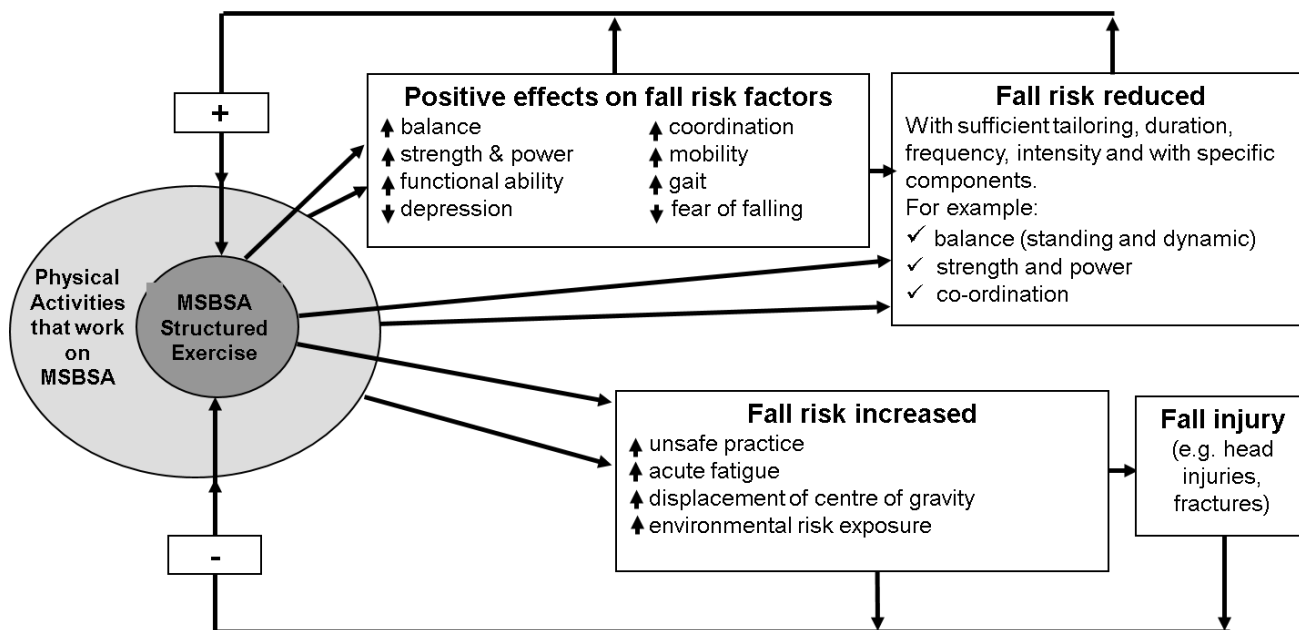 +
Positive effects on fall risk factors
balance
strength & power
functional ability
depression
coordination
mobility
gait
fear of falling
Fall risk reduced
With sufficient tailoring, duration,
frequency, intensity and with specific
components.
For example:
✓ balance (standing and dynamic)
✓ strength and power
✓ co-ordination
Physical
Activities
that work
on
MSBSA
MSBSA
Structured
Exercise
Fall risk increased
unsafe practice
acute fatigue
displacement of centre of gravity
environmental risk exposure
Fall injury
(e.g. head
injuries,
fractures)
-